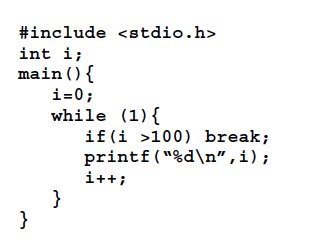 #include <stdio.h>
int i;
main(){
    i=0;
    while (1){
        if(i >100) break;
        printf(“%d\n”,i);
        i++;
    }
}